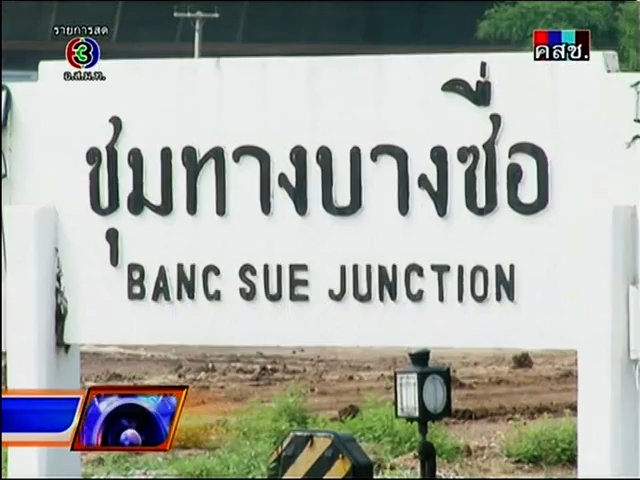 รายการสด
3
อ.ส.ม.ท.
คสช.
ชุมทางบางซื่อ
BANG SUE JUNCTION